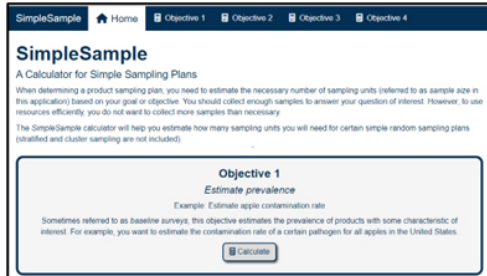 SimpleSample Home Objective 1 Objective 2 Objective 3 Objective 4
SimpleSample
A Calculator for Simple Sampling Plans
When determining a product sampling plan, you need to estimate the necessary number of sampling units (referred to as sample size in
this application) based on your goal or objective. You should collect enough samples to answer your question of interest. However, to use
resources efficiently, you do not want to collect more samples than necessary.
The SimpleSample calculator will help you estimate how many sampling units you will need for certain simple random sampling plans
(stratified and cluster sampling are not included).
Objective 1
Estimate prevalence
Example: Estimate apple contamination rate
Sometimes referred to as baseline surveys, this objective estimates the prevalence of products with some characteristic of
interest. For example, you want to estimate the contamination rate of a certain pathogen for all apples in the United States.
Calculate